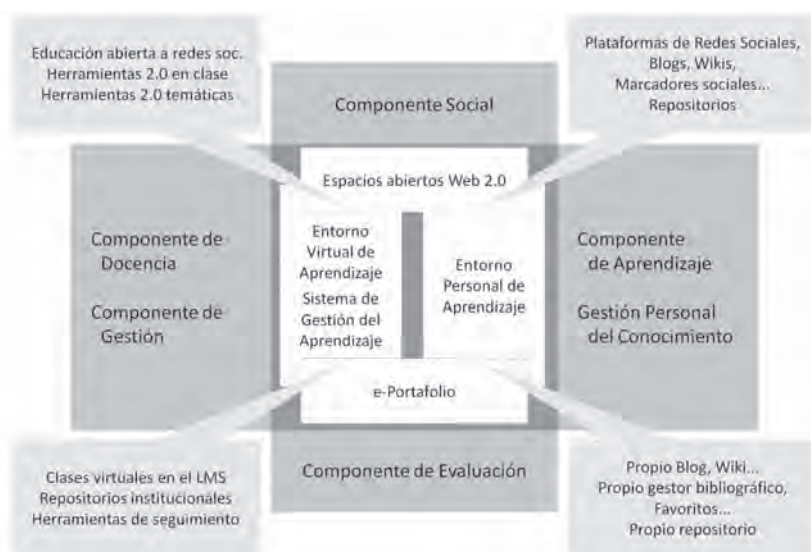 Educación abierta a redes soc.
Herramientas 2.0 en clase
Herramientas 2.0 temáticas
Plataformas de Redes Sociales,
Blogs, Wikis,
Marcadores sociales...
Repositorios
Componente Social
Espacios abiertos Web 2.0
Componente de
Docencia
Componente de
Gestión
Entorno
Virtual de
Aprendizaje
Sistema de
Gestión del
Aprendizaje
Entorno
Personal de
Aprendizaje
Componente
de Aprendizaje
Gestión Personal
del Conocimiento
e-Portafolio
Componente de Evaluación
Clases virtuales en el LMS
Repositorios institucionales
Herramientas de seguimiento
Propio Blog, Wiki...
Propio gestor bibliográfico,
Favoritos...
Propio repositorio